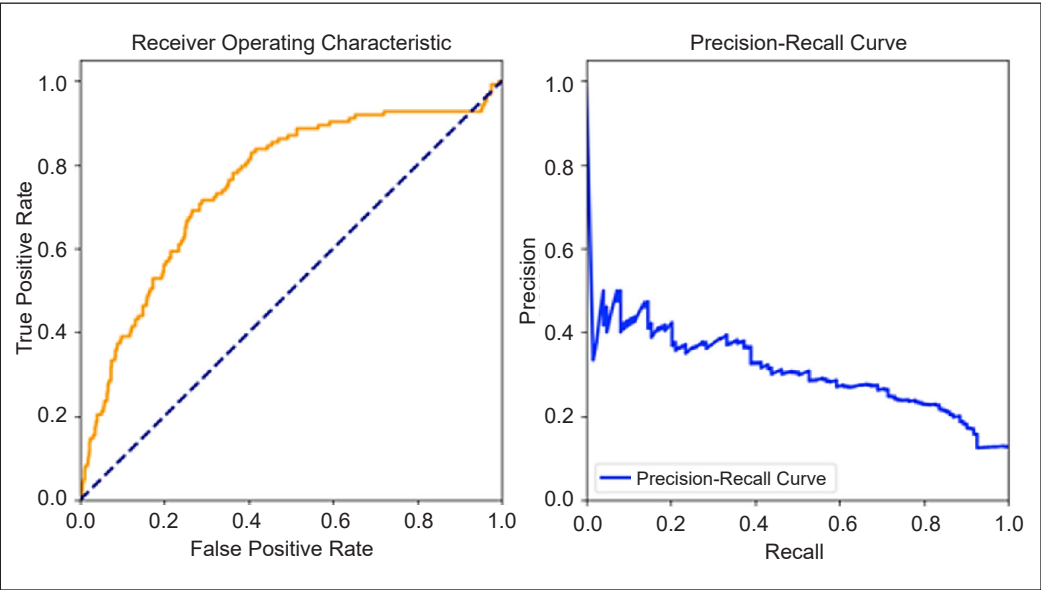 Receiver Operating Characteristic
1.0
0.8
0.6
0.4
0.2
0.0
True Positive Rate
0.0 0.2 0.4 0.6 0.8 1.0
False Positive Rate
Precision-Recall Curve
1.0
0.8
0.6
0.4
0.2
0.0
Precision
Precision-Recall Curve
0.0 0.2 0.4 0.6 0.8 1.0
Recall